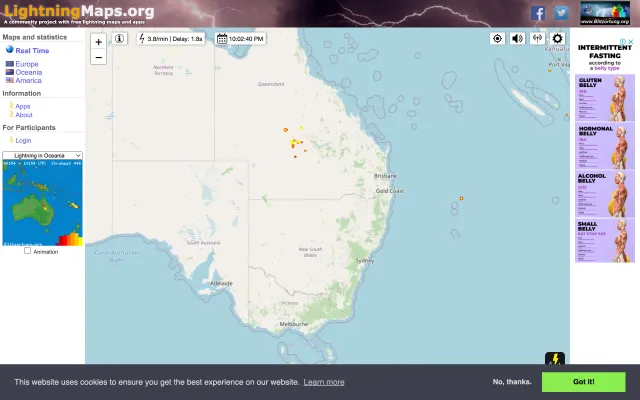 LightningMaps.org
A community project with free lightning maps and apps
www.Blitzortung.org
Maps and statistics
Real Time
Europe
Oceania
America
Information
Apps
About
For Participants
Login
Lightning in Oceania
Animation
+
−
3.8/min | Delay: 1.8s
10:02:40 PM
Northern Territory
Queensland
Brisbane
Gold Coast
South Australia
New South Wales
Sydney
Adelaide
Victoria
Melbourne
Great Australian Bight
Vanuatu
Port Vila
INTERMITTENT
FASTING
according to
a belly type
GLUTEN
BELLY
HORMONAL
BELLY
ALCOHOL
BELLY
SMALL
BELLY
This website uses cookies to ensure you get the best experience on our website. Learn more
No, thanks.
Got it!